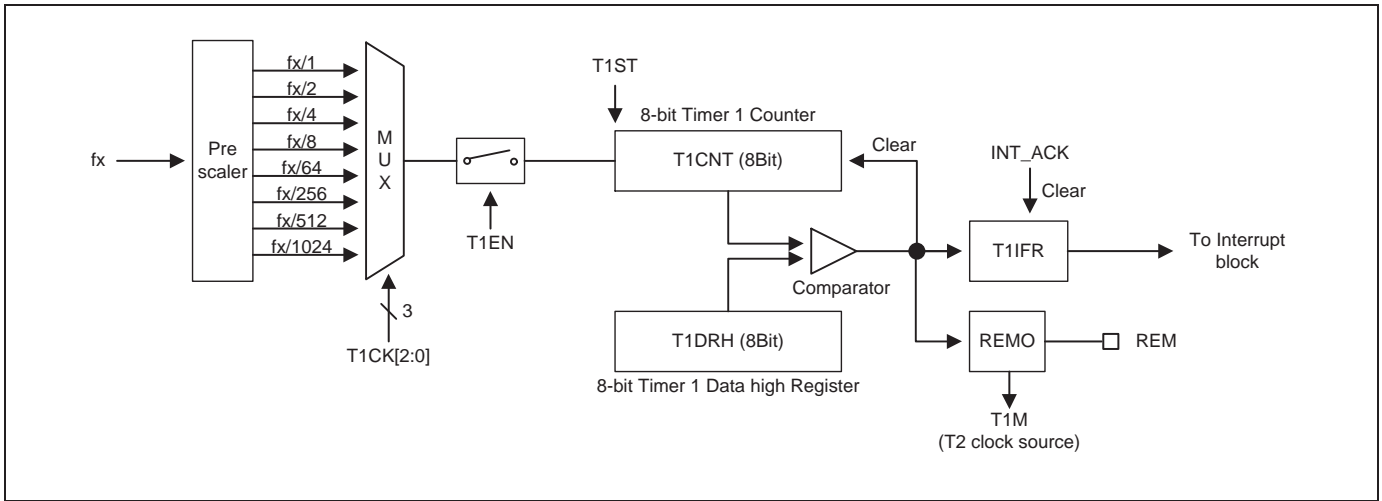 fx
Pre
scaler
fx/1
fx/2
fx/4
fx/8
fx/64
fx/256
fx/512
fx/1024
M
U
X
3
T1CK[2:0]
T1EN
T1ST
8-bit Timer 1 Counter
T1CNT (8Bit)
Clear
Comparator
T1DRH (8Bit)
8-bit Timer 1 Data high Register
INT_ACK
Clear
T1IFR
To Interrupt
block
REMO
REM
T1M
(T2 clock source)